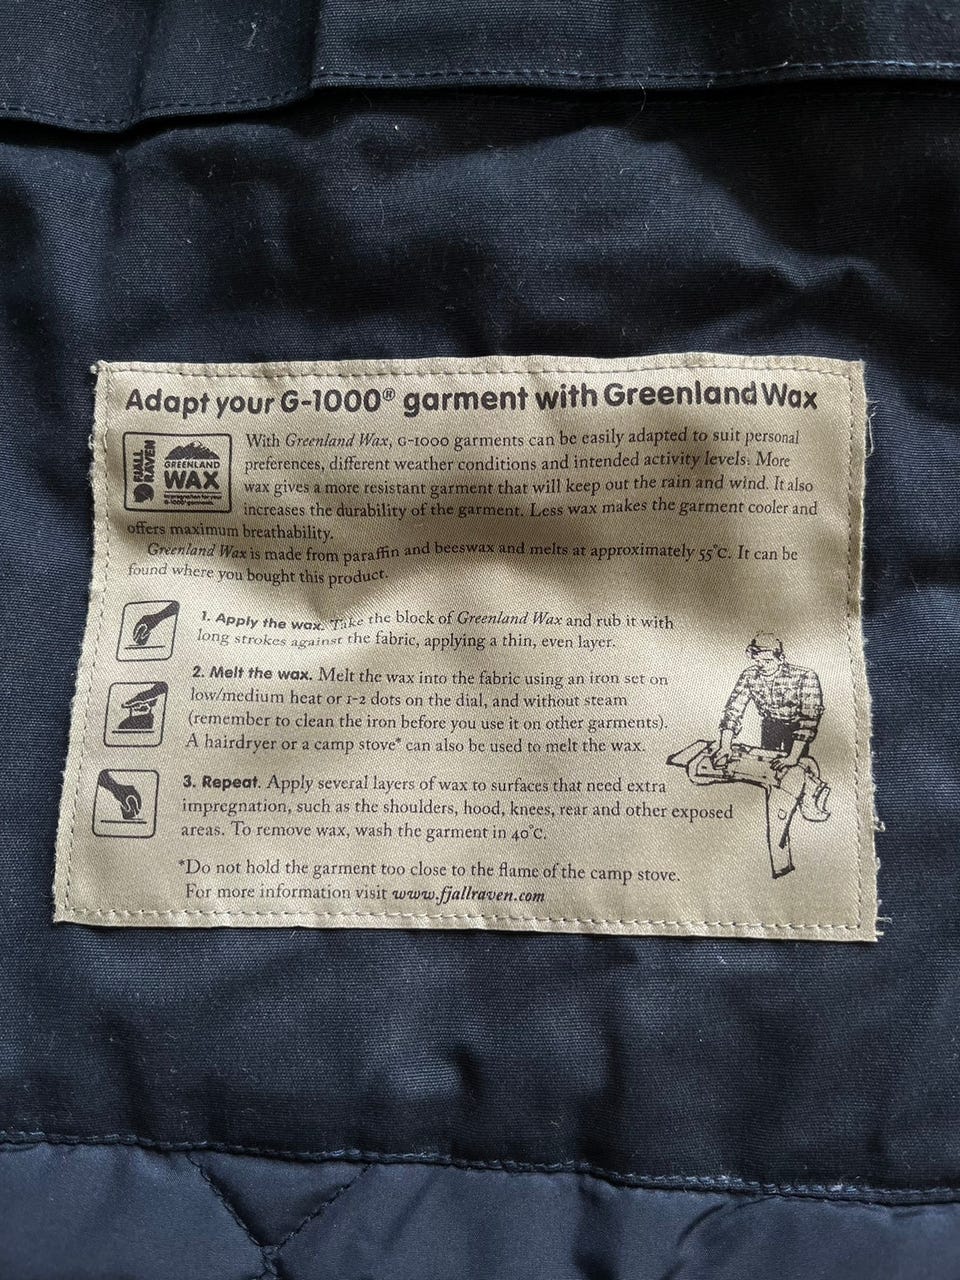 Adapt your G-1000® garment with Greenland Wax
FJALL
RAVEN
GREENLAND
WAX
With Greenland Wax, G-1000 garments can be easily adapted to suit personal
preferences, different weather conditions and intended activity levels. More
wax gives a more resistant garment that will keep out the rain and wind. It also
increases the durability of the garment. Less wax makes the garment cooler and
offers maximum breathability.
Greenland Wax is made from paraffin and beeswax and melts at approximately 55°C. It can be
found where you bought this product.
1. Apply the wax. Take the block of Greenland Wax and rub it with
long strokes against the fabric, applying a thin, even layer.
2. Melt the wax. Melt the wax into the fabric using an iron set on
low/medium heat or 1-2 dots on the dial, and without steam
(remember to clean the iron before you use it on other garments).
A hairdryer or a camp stove* can also be used to melt the wax.
3. Repeat. Apply several layers of wax to surfaces that need extra
impregnation, such as the shoulders, hood, knees, rear and other exposed
areas. To remove wax, wash the garment in 40°C.
*Do not hold the garment too close to the flame of the camp stove.
For more information visit www.fjallraven.com